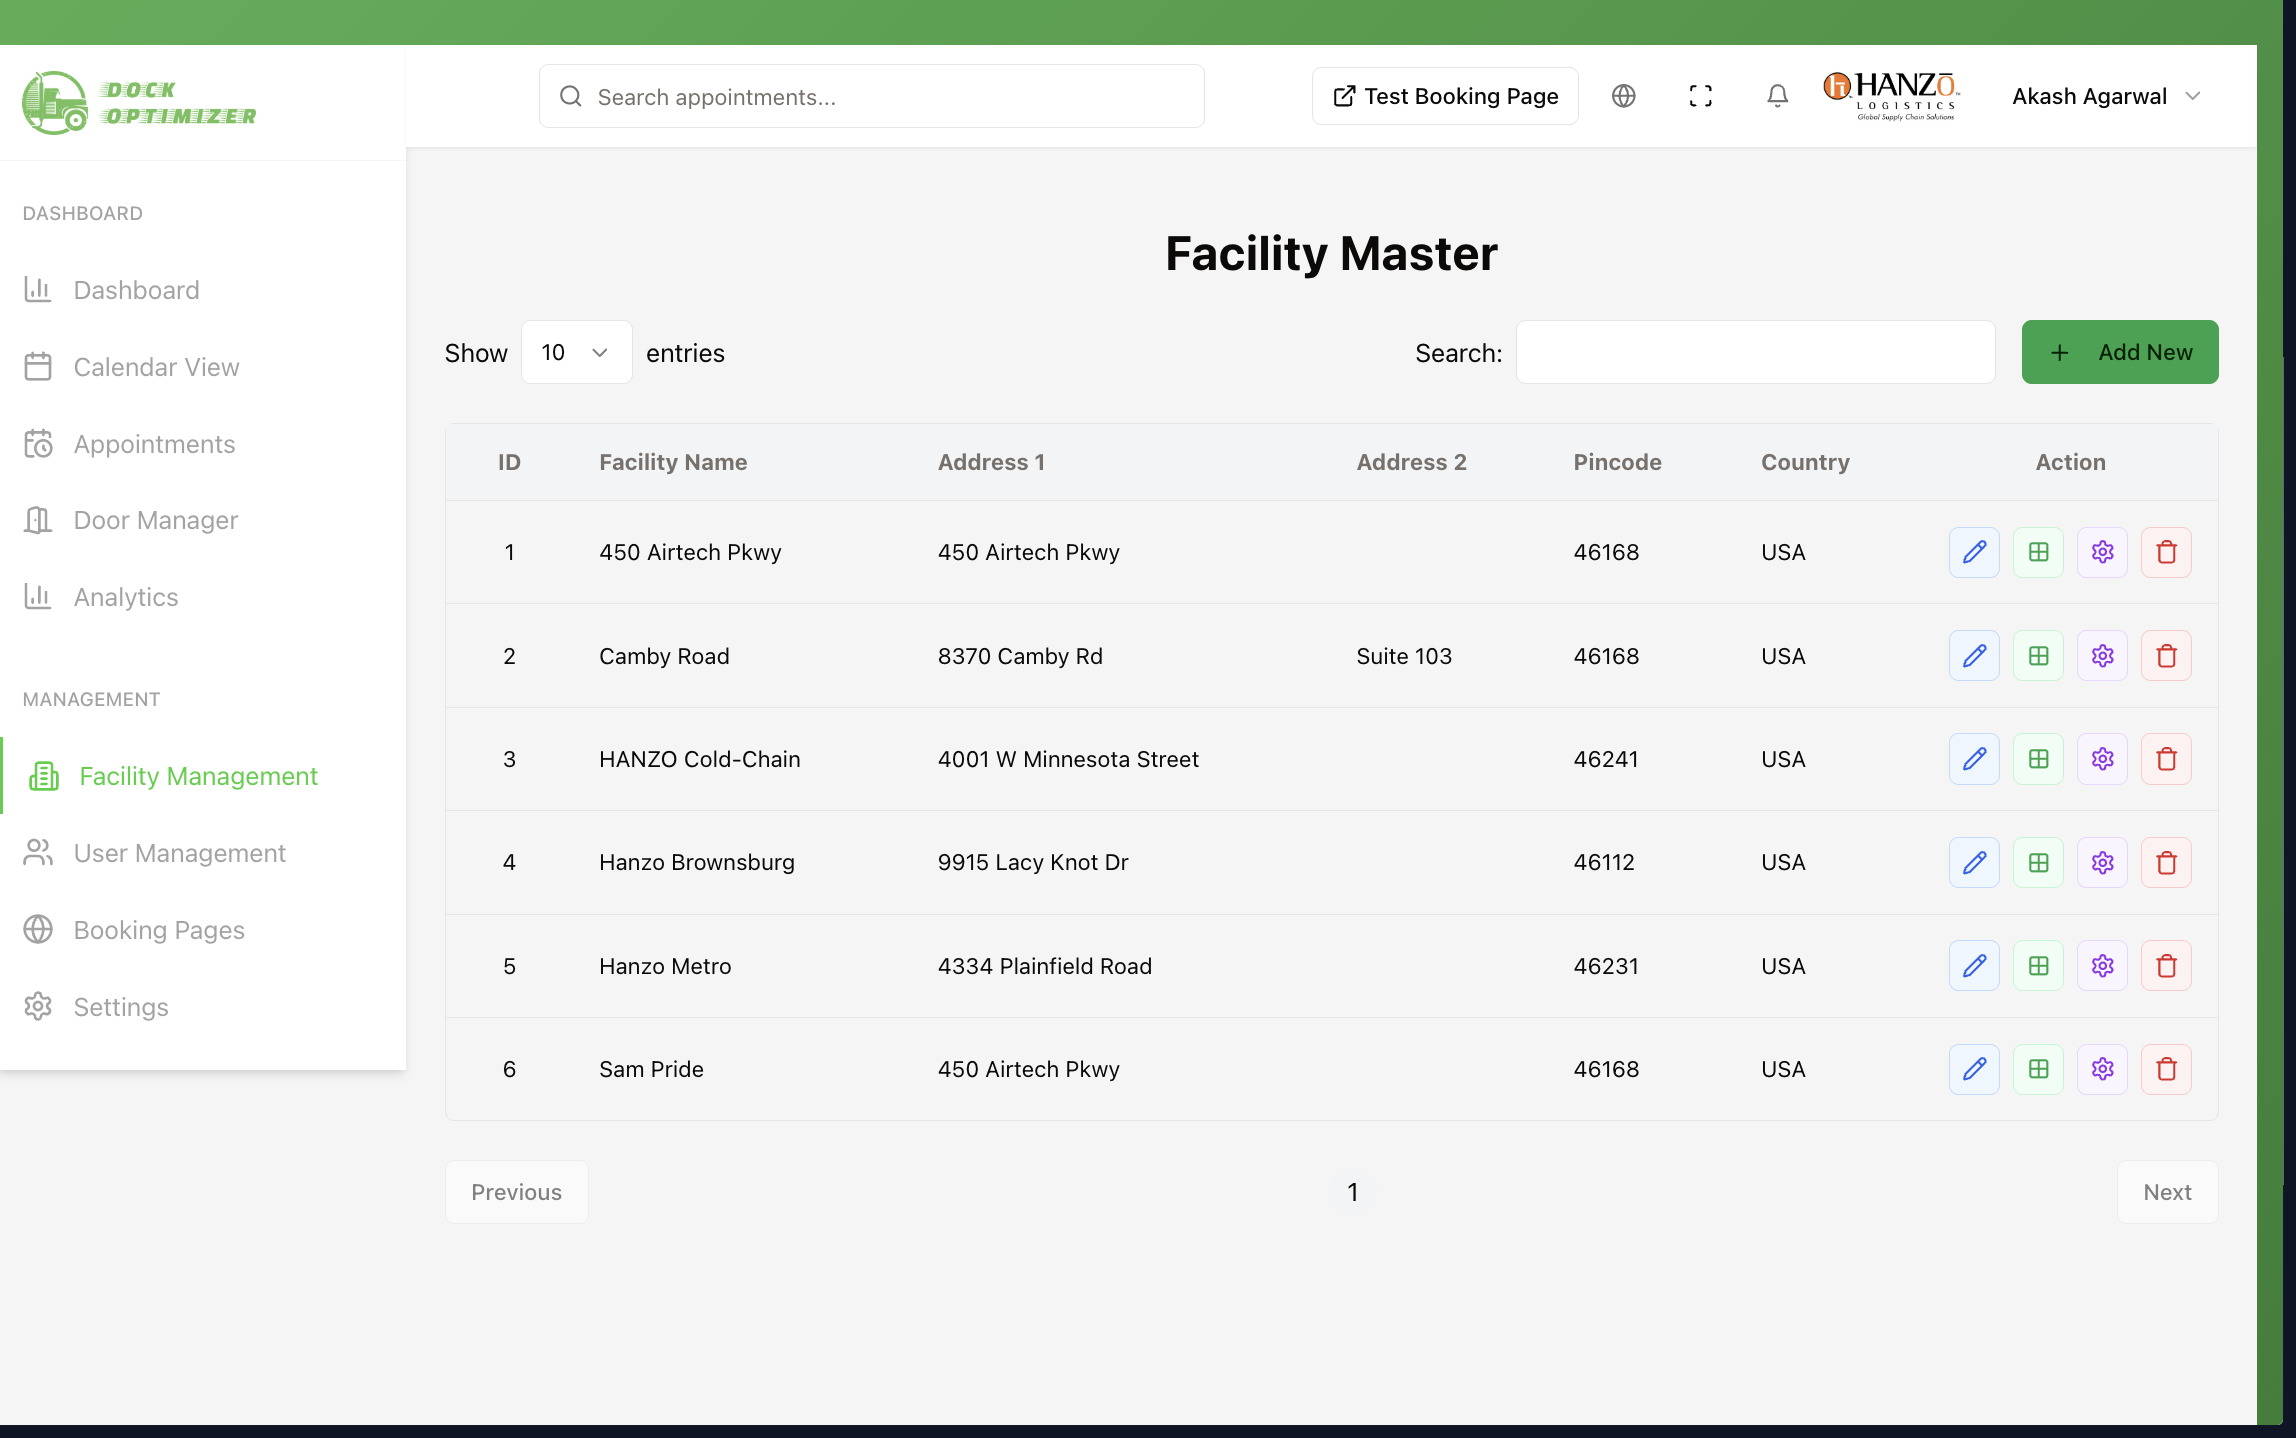 DOCK
OPTIMIZER
Search appointments...
Test Booking Page
HANZŌ
LOGISTICS
Global Supply Chain Solutions
Akash Agarwal
DASHBOARD
Dashboard
Calendar View
Appointments
Door Manager
Analytics
MANAGEMENT
Facility Management
User Management
Booking Pages
Settings
Facility Master
Show 10 entries
Search:
+ Add New
ID Facility Name Address 1 Address 2 Pincode Country Action
1 450 Airtech Pkwy 450 Airtech Pkwy 46168 USA
2 Camby Road 8370 Camby Rd Suite 103 46168 USA
3 HANZO Cold-Chain 4001 W Minnesota Street 46241 USA
4 Hanzo Brownsburg 9915 Lacy Knot Dr 46112 USA
5 Hanzo Metro 4334 Plainfield Road 46231 USA
6 Sam Pride 450 Airtech Pkwy 46168 USA
Previous 1 Next